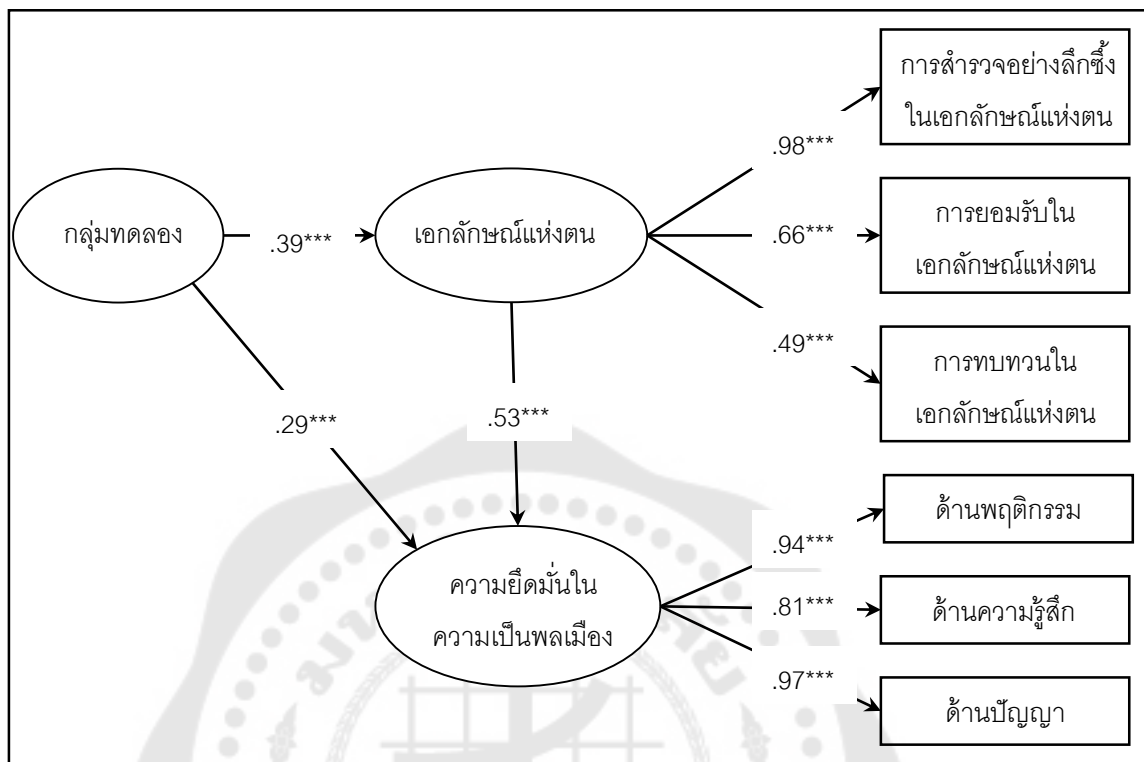 การสำรวจอย่างลึกซึ้ง
ในเอกลักษณ์แห่งตน
.98***
กลุ่มทดลอง
.39***
เอกลักษณ์แห่งตน
.66***
การยอมรับใน
เอกลักษณ์แห่งตน
.49***
การทบทวนใน
เอกลักษณ์แห่งตน
.29***
.53***
ความยึดมั่นใน
ความเป็นพลเมือง
.94***
ด้านพฤติกรรม
.81***
ด้านความรู้สึก
.97***
ด้านปัญญา